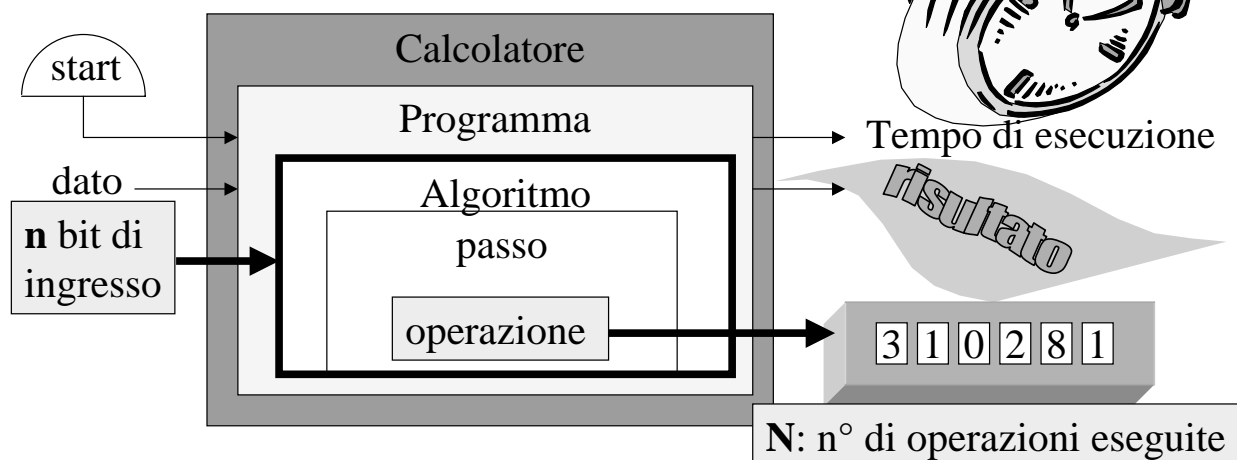 Calcolatore
start
Programma
Tempo di esecuzione
dato
Algoritmo
risultato
n bit di
ingresso
passo
operazione
3 1 0 2 8 1
N: n° di operazioni eseguite